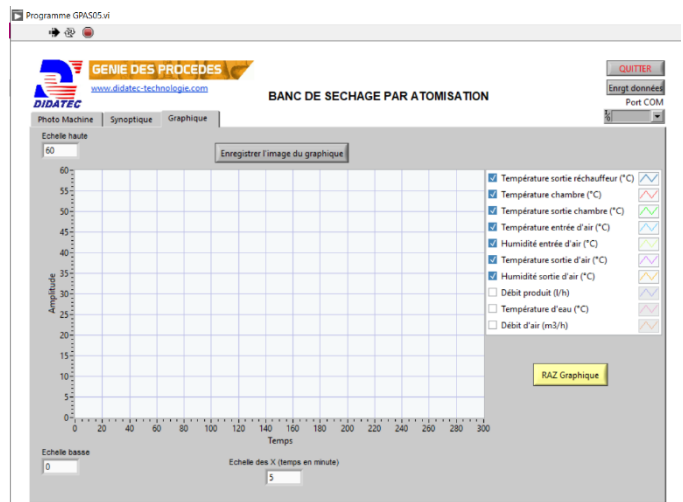 Programme GPAS05.vi
GENIE DES PROCEDES
www.didatec-technologie.com
DIDATEC
BANC DE SECHAGE PAR ATOMISATION
QUITTER
Enrgt données
Port COM
Photo Machine
Synoptique
Graphique
Echelle haute
60
Enregistrer l'image du graphique
60
55
50
45
40
35
30
25
20
15
10
5
0
Amplitude
0 20 40 60 80 100 120 140 160 180 200 220 240 260 280 300
Temps
Température sortie réchauffeur (°C)
Température chambre (°C)
Température sortie chambre (°C)
Température entrée d'air (°C)
Humidité entrée d'air (°C)
Température sortie d'air (°C)
Humidité sortie d'air (°C)
Débit produit (l/h)
Température d'eau (°C)
Débit d'air (m3/h)
RAZ Graphique
Echelle basse
0
Echelle des X (temps en minute)
5